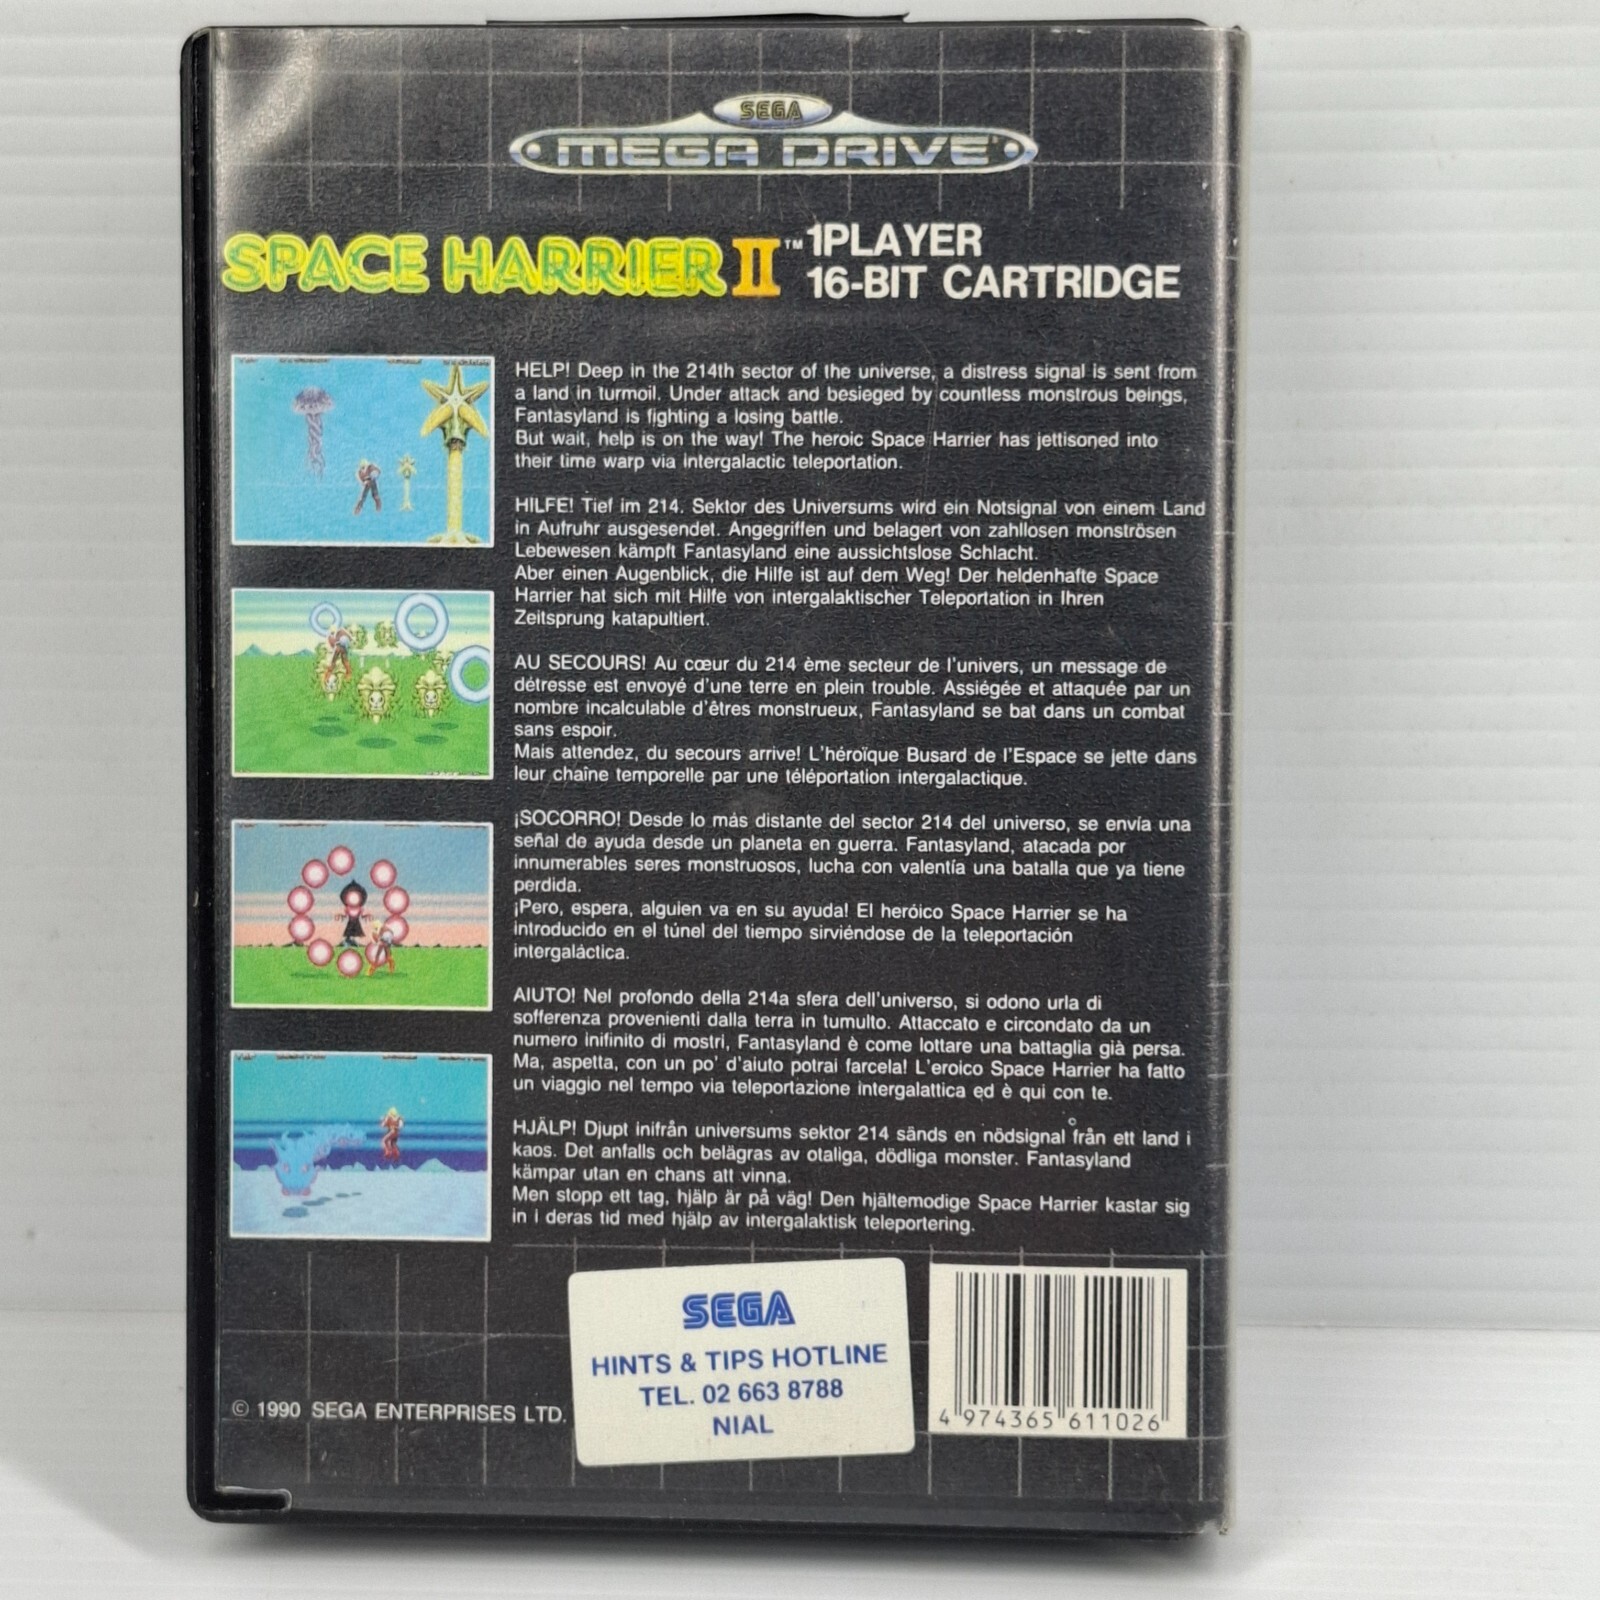 SEGA
MEGA DRIVE
SPACE HARRIER II™
1PLAYER
16-BIT CARTRIDGE
HELP! Deep in the 214th sector of the universe, a distress signal is sent from
a land in turmoil. Under attack and besieged by countless monstrous beings,
Fantasyland is fighting a losing battle.
But wait, help is on the way! The heroic Space Harrier has jettisoned into
their time warp via intergalactic teleportation.
HILFE! Tief im 214. Sektor des Universums wird ein Notsignal von einem Land
in Aufruhr ausgesendet. Angegriffen und belagert von zahllosen monströsen
Lebewesen kämpft Fantasyland eine aussichtslose Schlacht.
Aber einen Augenblick, die Hilfe ist auf dem Weg! Der heldenhafte Space
Harrier hat sich mit Hilfe von intergalaktischer Teleportation in Ihren
Zeitsprung katapultiert.
AU SECOURS! Au cœur du 214 ème secteur de l'univers, un message de
détresse est envoyé d'une terre en plein trouble. Assiégée et attaquée par un
nombre incalculable d'êtres monstrueux, Fantasyland se bat dans un combat
sans espoir.
Mais attendez, du secours arrive! L'héroïque Busard de l'Espace se jette dans
leur chaîne temporelle par une téléportation intergalactique.
¡SOCORRO! Desde lo más distante del sector 214 del universo, se envía una
señal de ayuda desde un planeta en guerra. Fantasyland, atacada por
innumerables seres monstruosos, lucha con valentía una batalla que ya tiene
perdida.
¡Pero, espera, alguien va en su ayuda! El heróico Space Harrier se ha
introducido en el túnel del tiempo sirviéndose de la teleportación
intergaláctica.
AIUTO! Nel profondo della 214a sfera dell'universo, si odono urla di
sofferenza provenienti dalla terra in tumulto. Attaccato e circondato da un
numero inifinito di mostri, Fantasyland è come lottare una battaglia già persa.
Ma, aspetta, con un po' d'aiuto potrai farcela! L'eroico Space Harrier ha fatto
un viaggio nel tempo via teleportazione intergalattica ed è qui con te.
HJÄLP! Djupt inifrån universums sektor 214 sänds en nödsignal från ett land i
kaos. Det anfalls och belägras av otaliga, dödliga monster. Fantasyland
kämpar utan en chans att vinna.
Men stopp ett tag, hjälp är på väg! Den hjältemodige Space Harrier kastar sig
in i deras tid med hjälp av intergalaktisk teleportering.
SEGA
HINTS & TIPS HOTLINE
TEL. 02 663 8788
NIAL
© 1990 SEGA ENTERPRISES LTD.
4 974365 611026